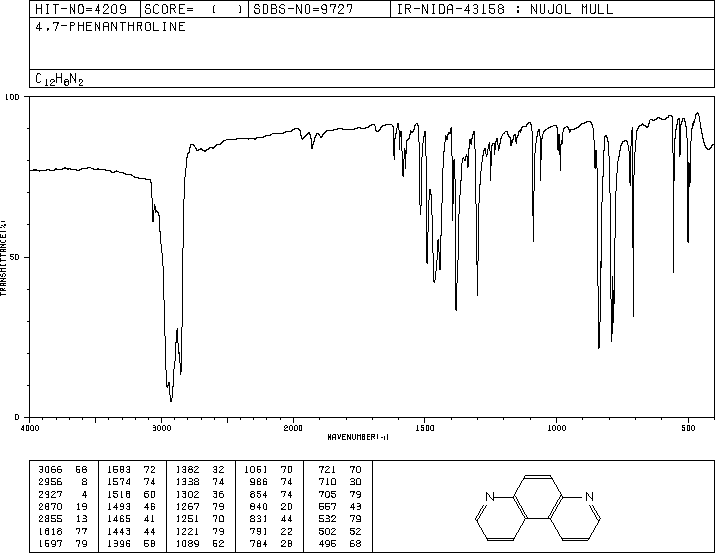 HIT-NO=4209 SCORE= ( ) SDBS-NO=9727 IR-NIDA-43158 : NUJOL MULL
4,7-PHENANTHROLINE
C12H8N2
100
50
0
TRANSMITTANCE(%)
4000 3000 2000 1500 1000 500
WAVENUMBER(-1)
3066 68 1583 72 1382 32 1061 70 721 70
2956 8 1574 74 1338 74 986 74 710 30
2927 4 1518 60 1302 36 854 74 705 79
2870 19 1493 46 1267 79 840 20 557 43
2855 13 1465 41 1251 70 831 44 532 79
1618 77 1443 44 1221 79 791 22 502 52
1597 79 1396 58 1089 52 784 28 495 68
N N